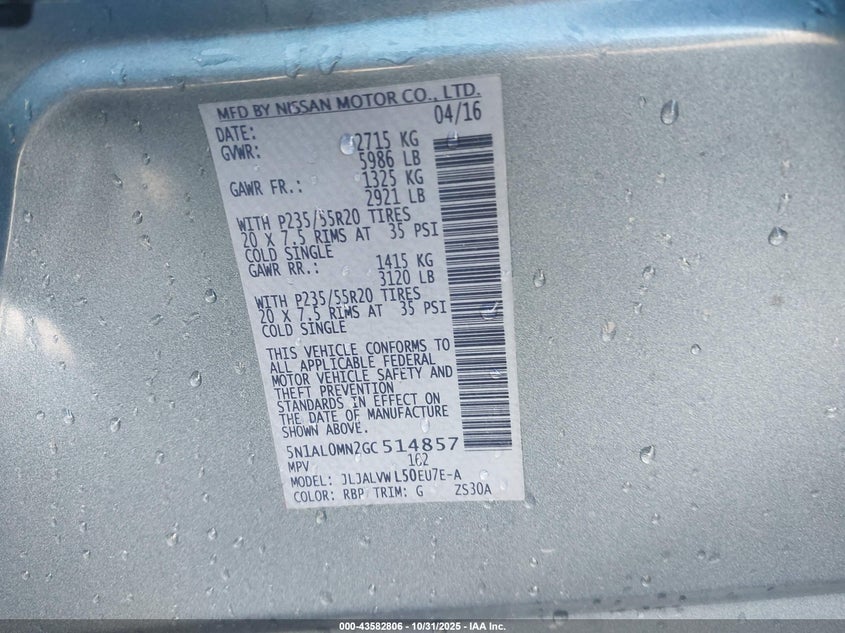 MFD BY NISSAN MOTOR CO., LTD.
DATE: 04/16
GVWR: 2715 KG
5986 LB
GAWR FR.: 1325 KG
2921 LB
WITH P235/55R20 TIRES
20 X 7.5 RIMS AT 35 PSI
COLD SINGLE
GAWR RR.: 1415 KG
3120 LB
WITH P235/55R20 TIRES
20 X 7.5 RIMS AT 35 PSI
COLD SINGLE
THIS VEHICLE CONFORMS TO
ALL APPLICABLE FEDERAL
MOTOR VEHICLE SAFETY AND
THEFT PREVENTION
STANDARDS IN EFFECT ON
THE DATE OF MANUFACTURE
SHOWN ABOVE.
5N1AL0MN2GC514857
MPV 162
MODEL: JLJALVWL50EU7E-A
COLOR: RBP TRIM: G ZS30A
000-43582806 - 10/31/2025 - IAA Inc.